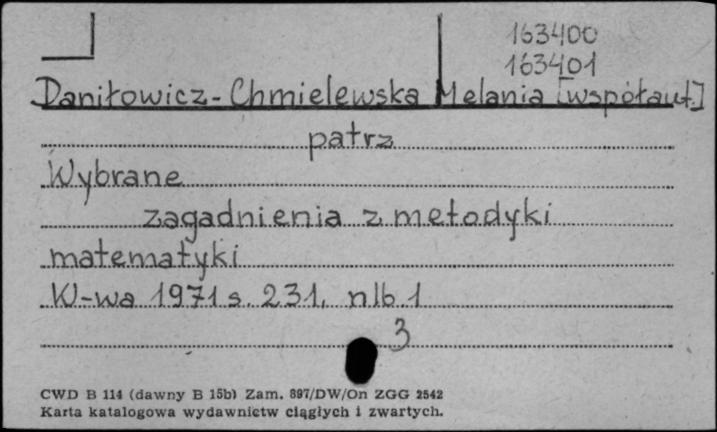 163400
163401
Daniłowicz-Chmielewska Melania [współaut.]
patrz
Wybrane
zagadnienia z metodyki
matematyki
W-wa 1971 s. 231, nlb 1
3
CWD B 114 (dawny B 15b) Zam. 897/DW/On ZGG 2542
Karta katalogowa wydawnictw ciągłych i zwartych.